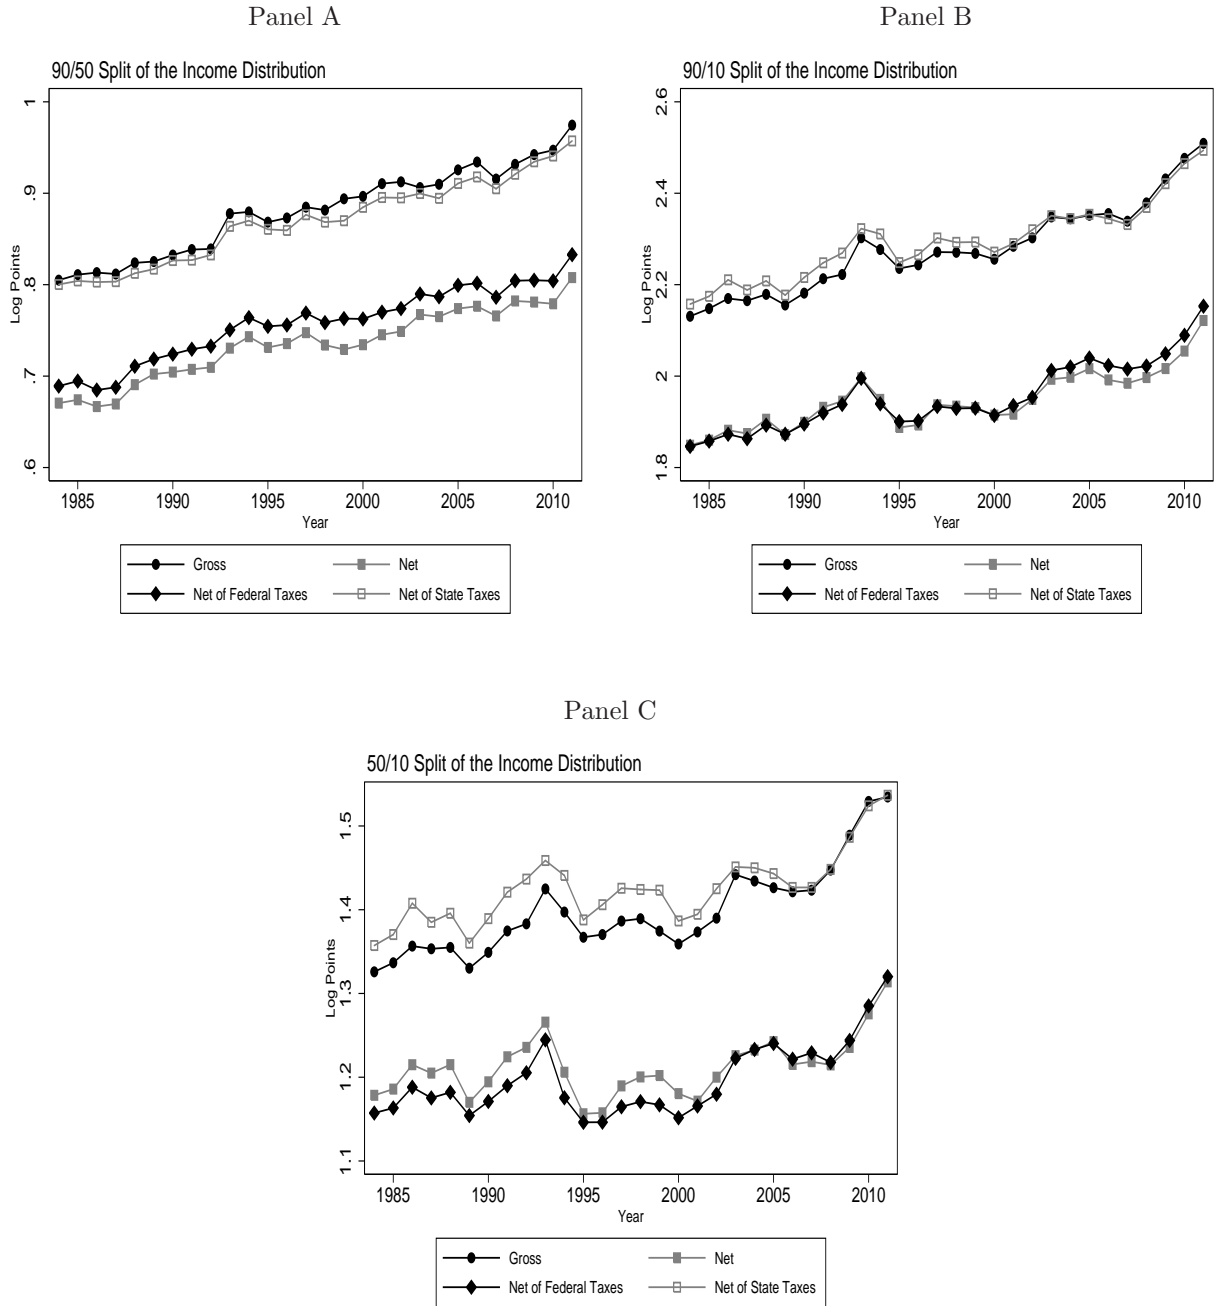 Panel A
90/50 Split of the Income Distribution
1
.9
.8
.7
.6
Log Points
1985 1990 1995 2000 2005 2010
Year
Gross Net
Net of Federal Taxes Net of State Taxes
Panel B
90/10 Split of the Income Distribution
2.6
2.4
2.2
2
1.8
Log Points
1985 1990 1995 2000 2005 2010
Year
Gross Net
Net of Federal Taxes Net of State Taxes
Panel C
50/10 Split of the Income Distribution
1.5
1.4
1.3
1.2
1.1
Log Points
1985 1990 1995 2000 2005 2010
Year
Gross Net
Net of Federal Taxes Net of State Taxes